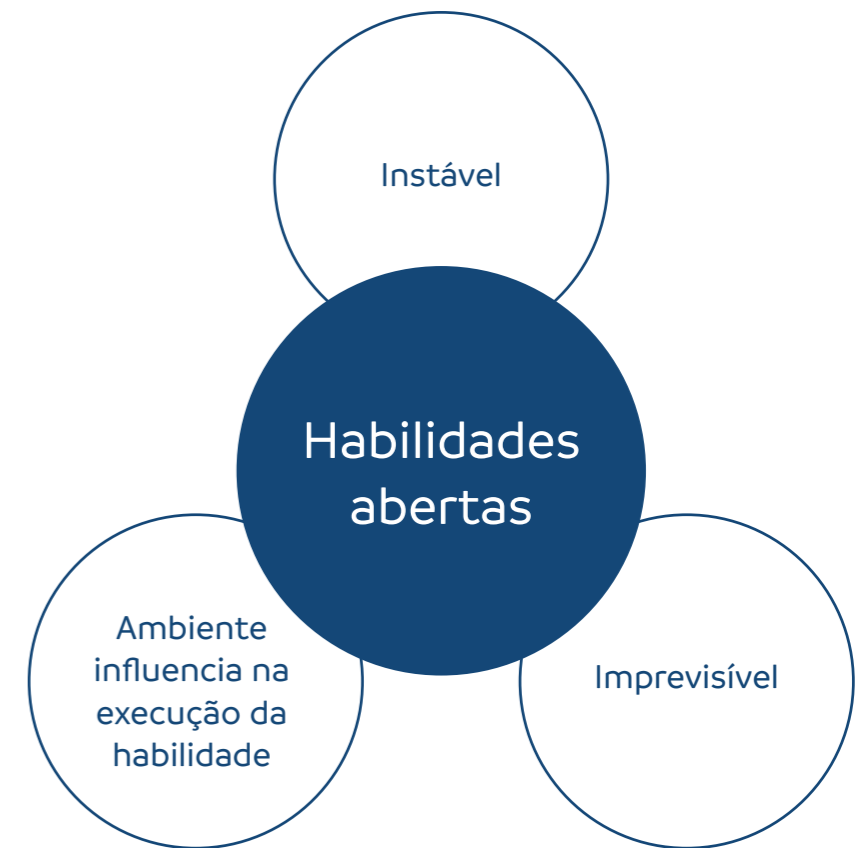 Instável
Habilidades
abertas
Ambiente
influencia na
execução da
habilidade
Imprevisível